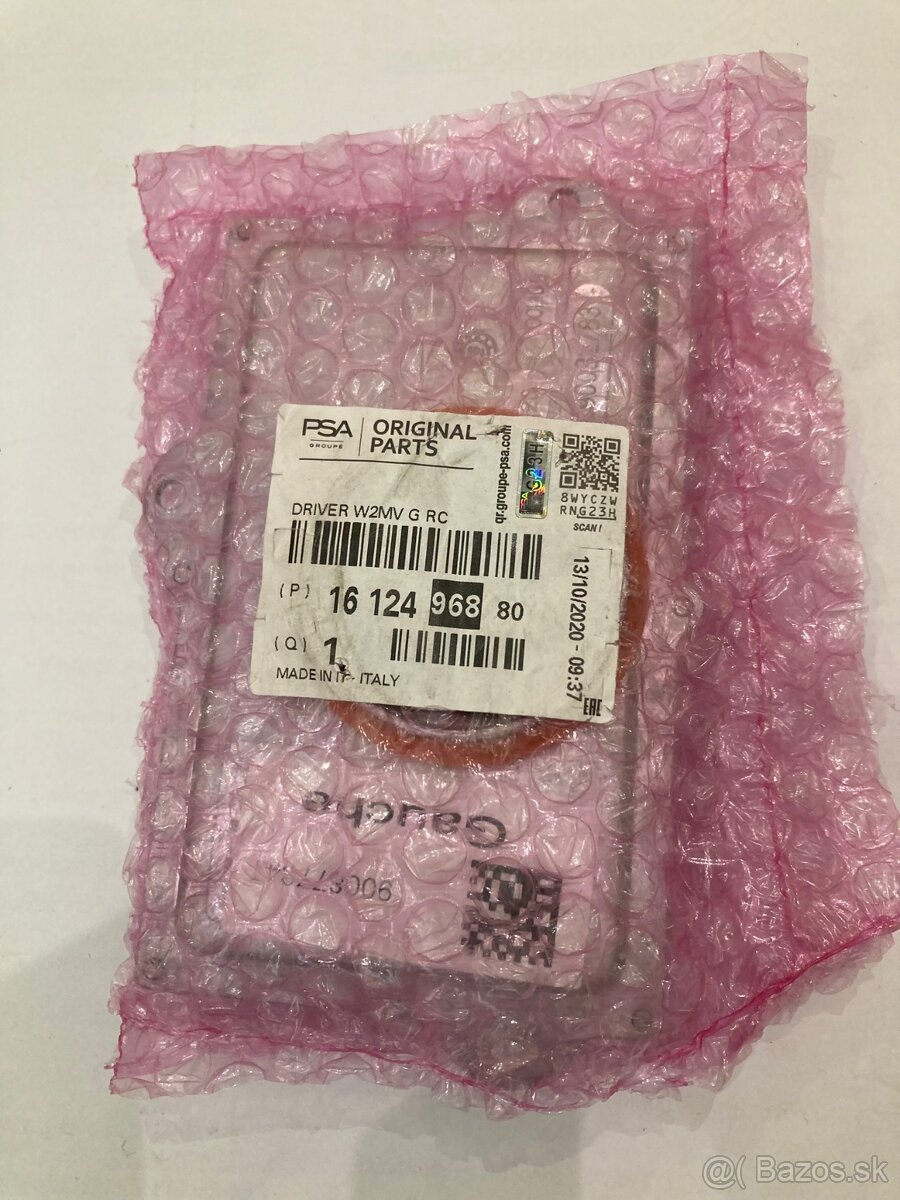 PSA
GROUPE
ORIGINAL
PARTS
qr.groupe-psa.com
8WYCZW
RNG23H
SCAN!
DRIVER W2MV G RC
(P) 16 124 968 80
(Q) 1
MADE IN IT - ITALY
13/10/2020 - 09:37
EAC
Gauche
@( Bazos.sk